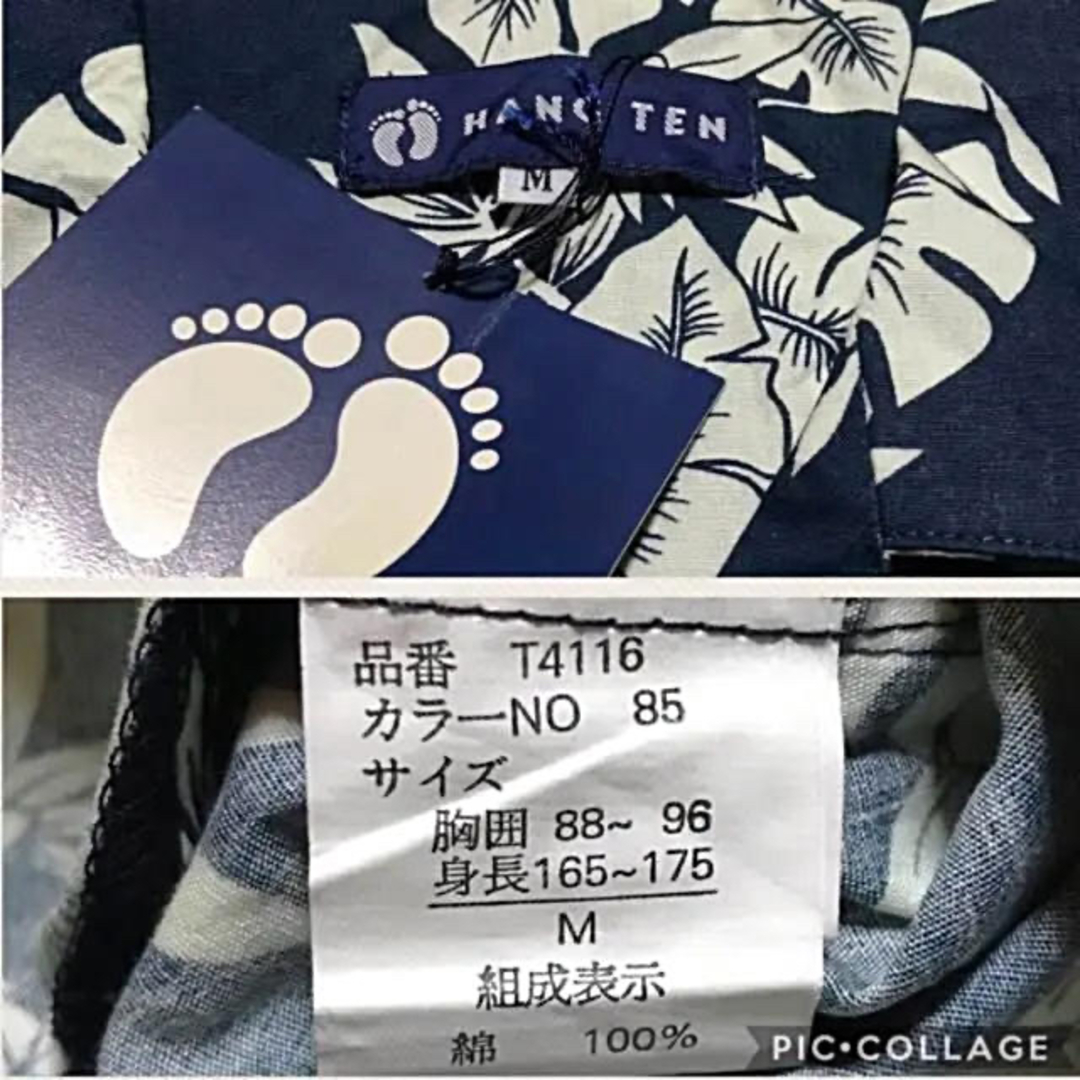 HANG TEN
M
品番 T4116
カラーNO 85
サイズ
胸囲 88~ 96
身長165~175
M
組成表示
綿 100%
PIC•COLLAGE